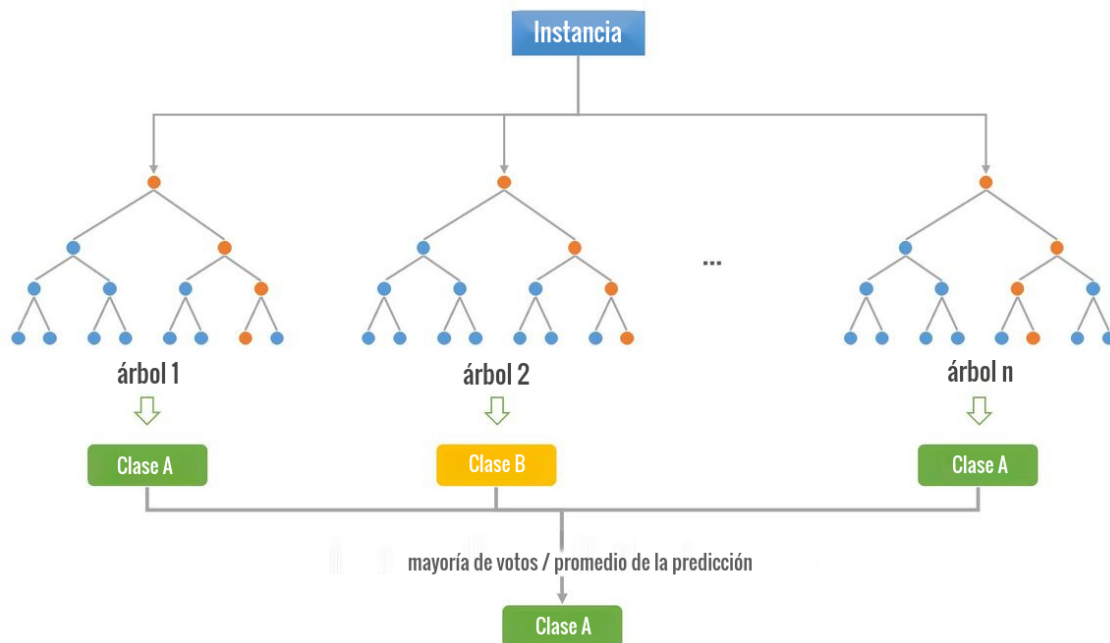 Instancia
...
árbol 1
árbol 2
árbol n
Clase A
Clase B
Clase A
mayoría de votos / promedio de la predicción
Clase A